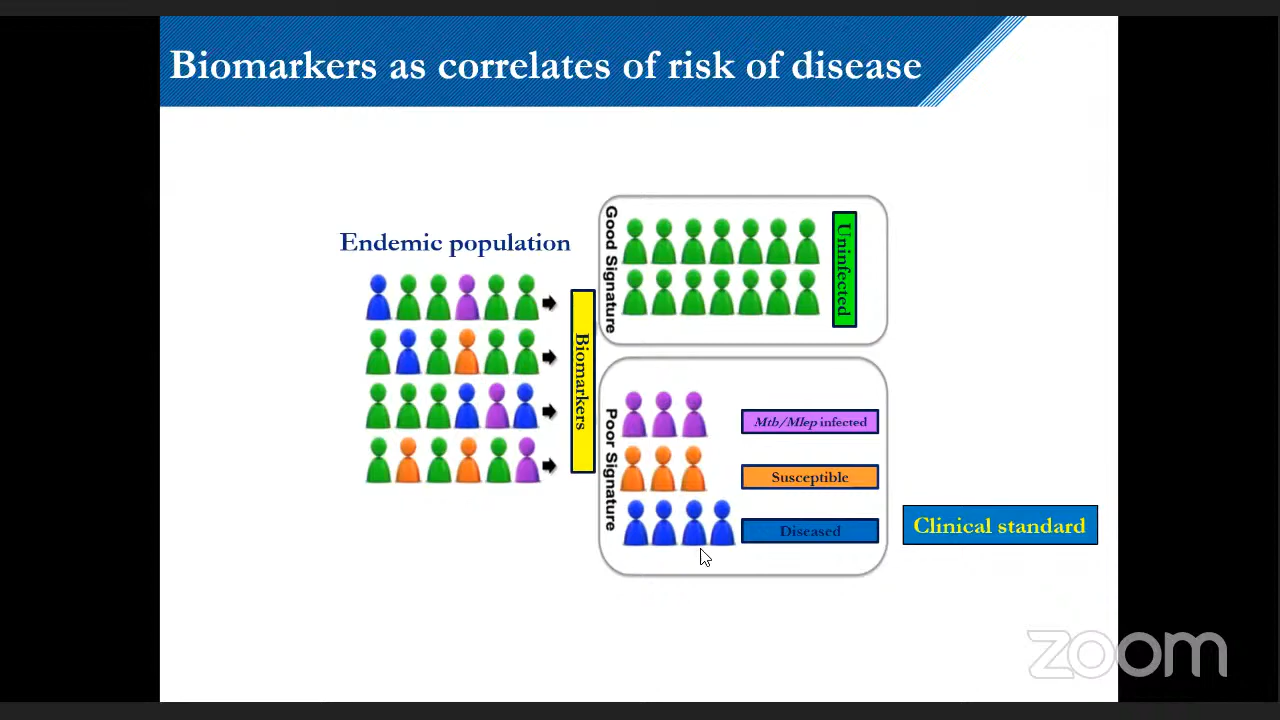 Biomarkers as correlates of risk of disease
Endemic population
Biomarkers
Good Signature
Uninfected
Poor Signature
Mtb/Mlep infected
Susceptible
Diseased
Clinical standard
zoom